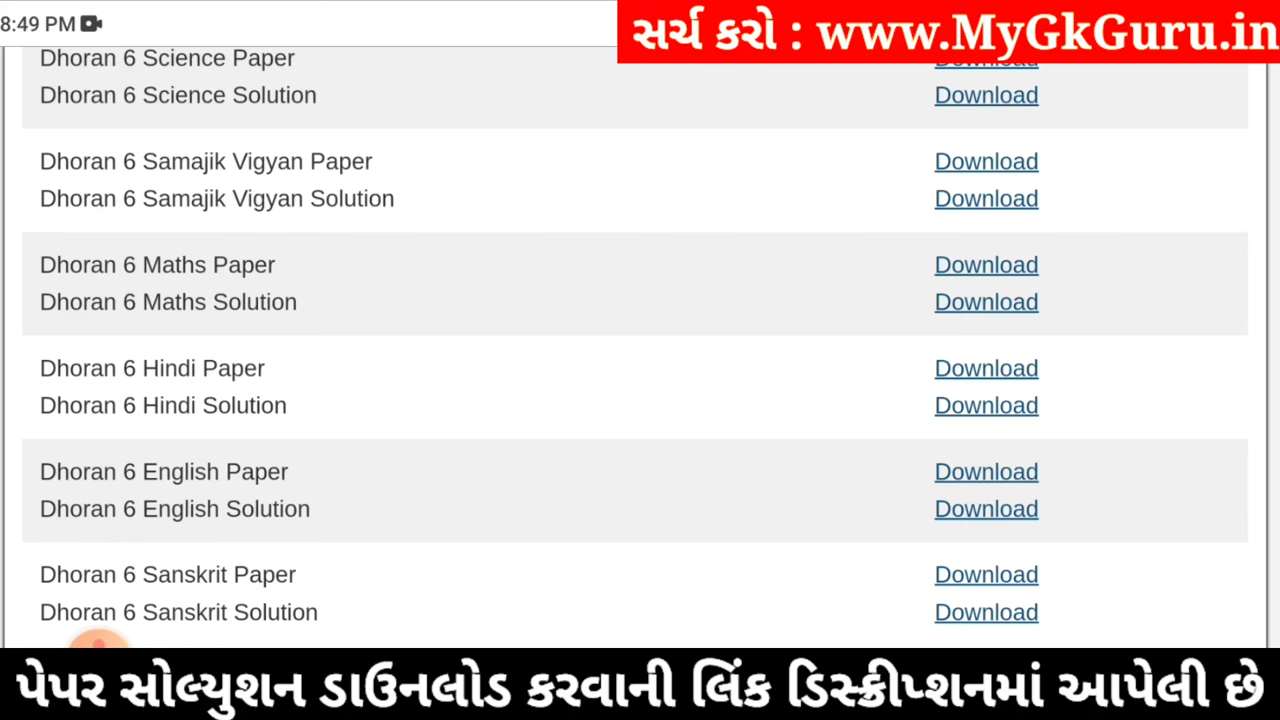 8:49 PM
સર્ચ કરો : www.MyGkGuru.in
Dhoran 6 Science Paper Download
Dhoran 6 Science Solution Download
Dhoran 6 Samajik Vigyan Paper Download
Dhoran 6 Samajik Vigyan Solution Download
Dhoran 6 Maths Paper Download
Dhoran 6 Maths Solution Download
Dhoran 6 Hindi Paper Download
Dhoran 6 Hindi Solution Download
Dhoran 6 English Paper Download
Dhoran 6 English Solution Download
Dhoran 6 Sanskrit Paper Download
Dhoran 6 Sanskrit Solution Download
પેપર સોલ્યુશન ડાઉનલોડ કરવાની લિંક ડિસ્ક્રીપ્શનમાં આપેલી છે